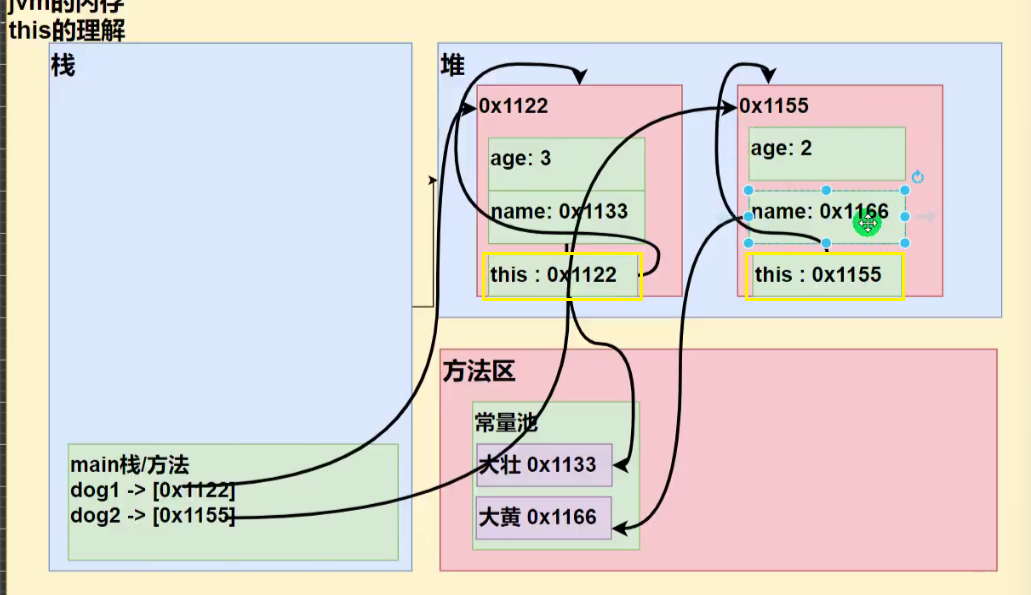 jvm的内存
this的理解
栈
堆
0x1122
age: 3
name: 0x1133
this : 0x1122
0x1155
age: 2
name: 0x1166
this : 0x1155
方法区
常量池
大壮 0x1133
大黄 0x1166
main栈/方法
dog1 -> [0x1122]
dog2 -> [0x1155]